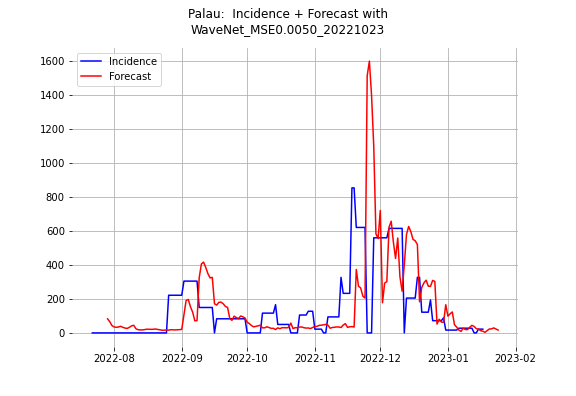 Palau:  Incidence + Forecast with
WaveNet_MSE0.0050_20221023
Incidence
Forecast
1600
1400
1200
1000
800
600
400
200
0
2022-08 2022-09 2022-10 2022-11 2022-12 2023-01 2023-02